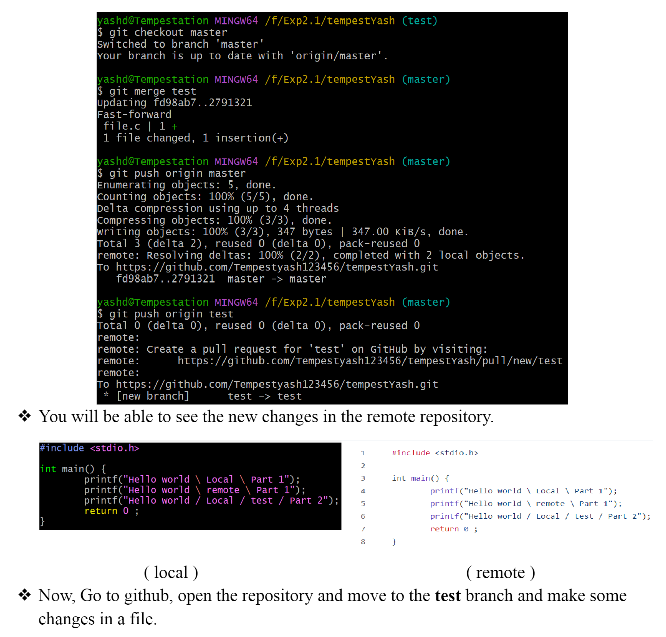 yashd@Tempestation MINGW64 /f/Exp2.1/tempestYash (test)
$ git checkout master
Switched to branch 'master'
Your branch is up to date with 'origin/master'.
yashd@Tempestation MINGW64 /f/Exp2.1/tempestYash (master)
$ git merge test
Updating fd98ab7..2791321
Fast-forward
file.c | 1 +
1 file changed, 1 insertion(+)
yashd@Tempestation MINGW64 /f/Exp2.1/tempestYash (master)
$ git push origin master
Enumerating objects: 5, done.
Counting objects: 100% (5/5), done.
Delta compression using up to 4 threads
Compressing objects: 100% (3/3), done.
Writing objects: 100% (3/3), 347 bytes | 347.00 KiB/s, done.
Total 3 (delta 2), reused 0 (delta 0), pack-reused 0
remote: Resolving deltas: 100% (2/2), completed with 2 local objects.
To https://github.com/Tempestyash123456/tempestYash.git
fd98ab7..2791321  master -> master
yashd@Tempestation MINGW64 /f/Exp2.1/tempestYash (master)
$ git push origin test
Total 0 (delta 0), reused 0 (delta 0), pack-reused 0
remote:
remote: Create a pull request for 'test' on GitHub by visiting:
remote:      https://github.com/Tempestyash123456/tempestYash/pull/new/test
remote:
To https://github.com/Tempestyash123456/tempestYash.git
* [new branch]      test -> test
❖ You will be able to see the new changes in the remote repository.
#include <stdio.h>
int main() {
printf("Hello world \ Local \ Part 1");
printf("Hello world \ remote \ Part 1");
printf("Hello world / Local / test / Part 2");
return 0 ;
}
1 #include <stdio.h>
2
3 int main() {
4 printf("Hello world \ Local \ Part 1");
5 printf("Hello world \ remote \ Part 1");
6 printf("Hello world / Local / test / Part 2");
7 return 0 ;
8 }
( local )
( remote )
❖ Now, Go to github, open the repository and move to the test branch and make some
changes in a file.